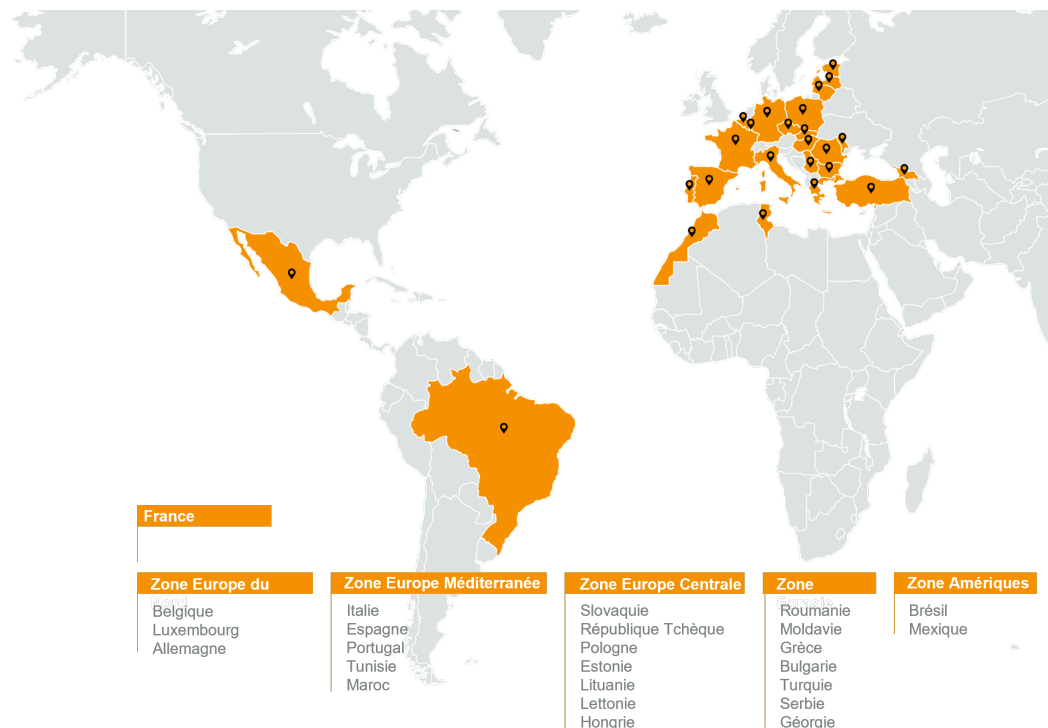 France
Zone Europe du
Nord
Belgique
Luxembourg
Allemagne
Zone Europe Méditerranée
Italie
Espagne
Portugal
Tunisie
Maroc
Zone Europe Centrale
Slovaquie
République Tchèque
Pologne
Estonie
Lituanie
Lettonie
Hongrie
Zone
Eurasie
Roumanie
Moldavie
Grèce
Bulgarie
Turquie
Serbie
Géorgie
Zone Amériques
Brésil
Mexique